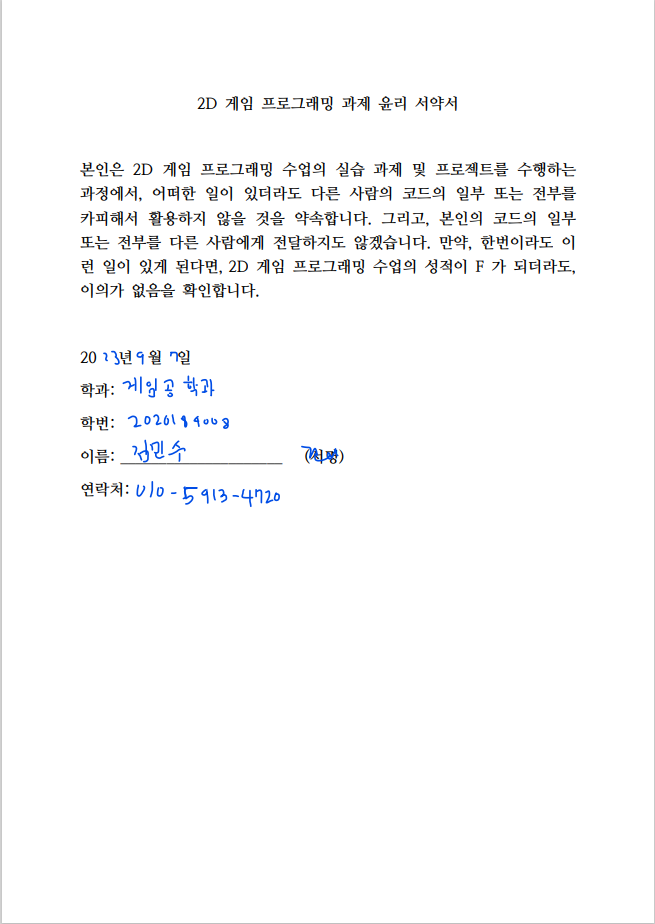 2D 게임 프로그래밍 과제 윤리 서약서
본인은 2D 게임 프로그래밍 수업의 실습 과제 및 프로젝트를 수행하는
과정에서, 어떠한 일이 있더라도 다른 사람의 코드의 일부 또는 전부를
카피해서 활용하지 않을 것을 약속합니다. 그리고, 본인의 코드의 일부
또는 전부를 다른 사람에게 전달하지도 않겠습니다. 만약, 한번이라도 이
런 일이 있게 된다면, 2D 게임 프로그래밍 수업의 성적이 F 가 되더라도,
이의가 없음을 확인합니다.
2023년 9월 7일
학과: 게임공학과
학번: 2020184008
이름: 김민수 (서명)
연락처: 010-5913-4720